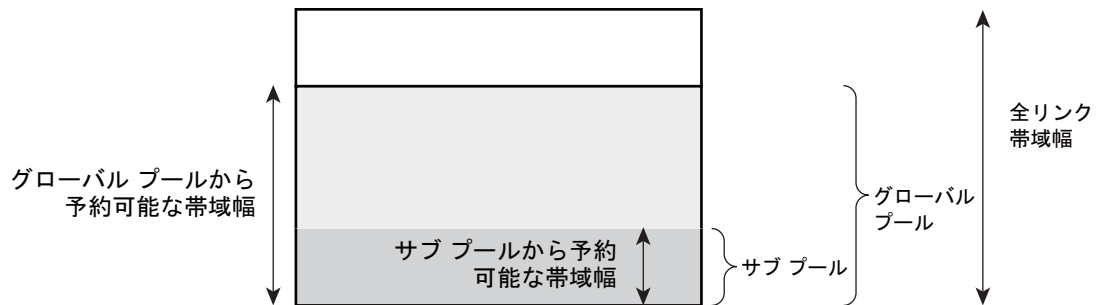 グローバル プールから
予約可能な帯域幅
サブ プールから予約
可能な帯域幅
サブ プール
グローバル
プール
全リンク
帯域幅